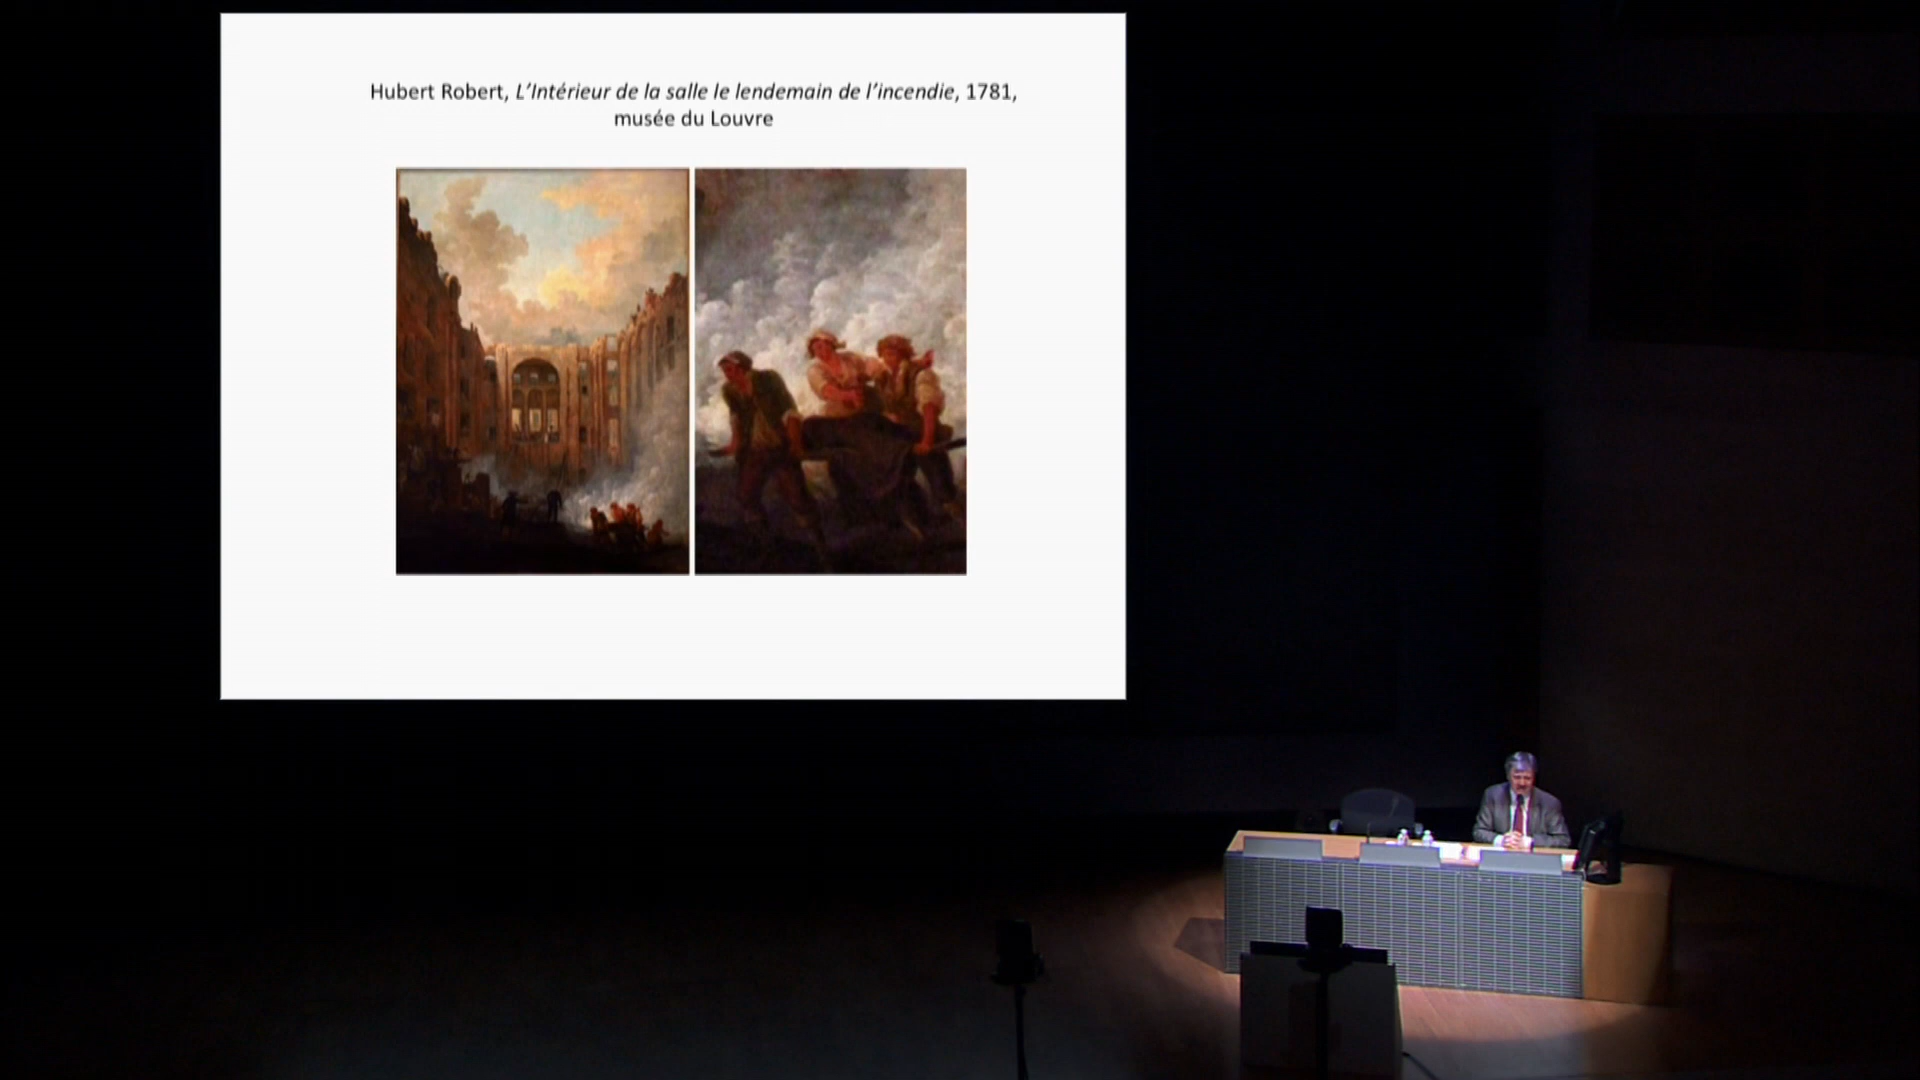 Hubert Robert, L’Intérieur de la salle le lendemain de l’incendie, 1781,
musée du Louvre